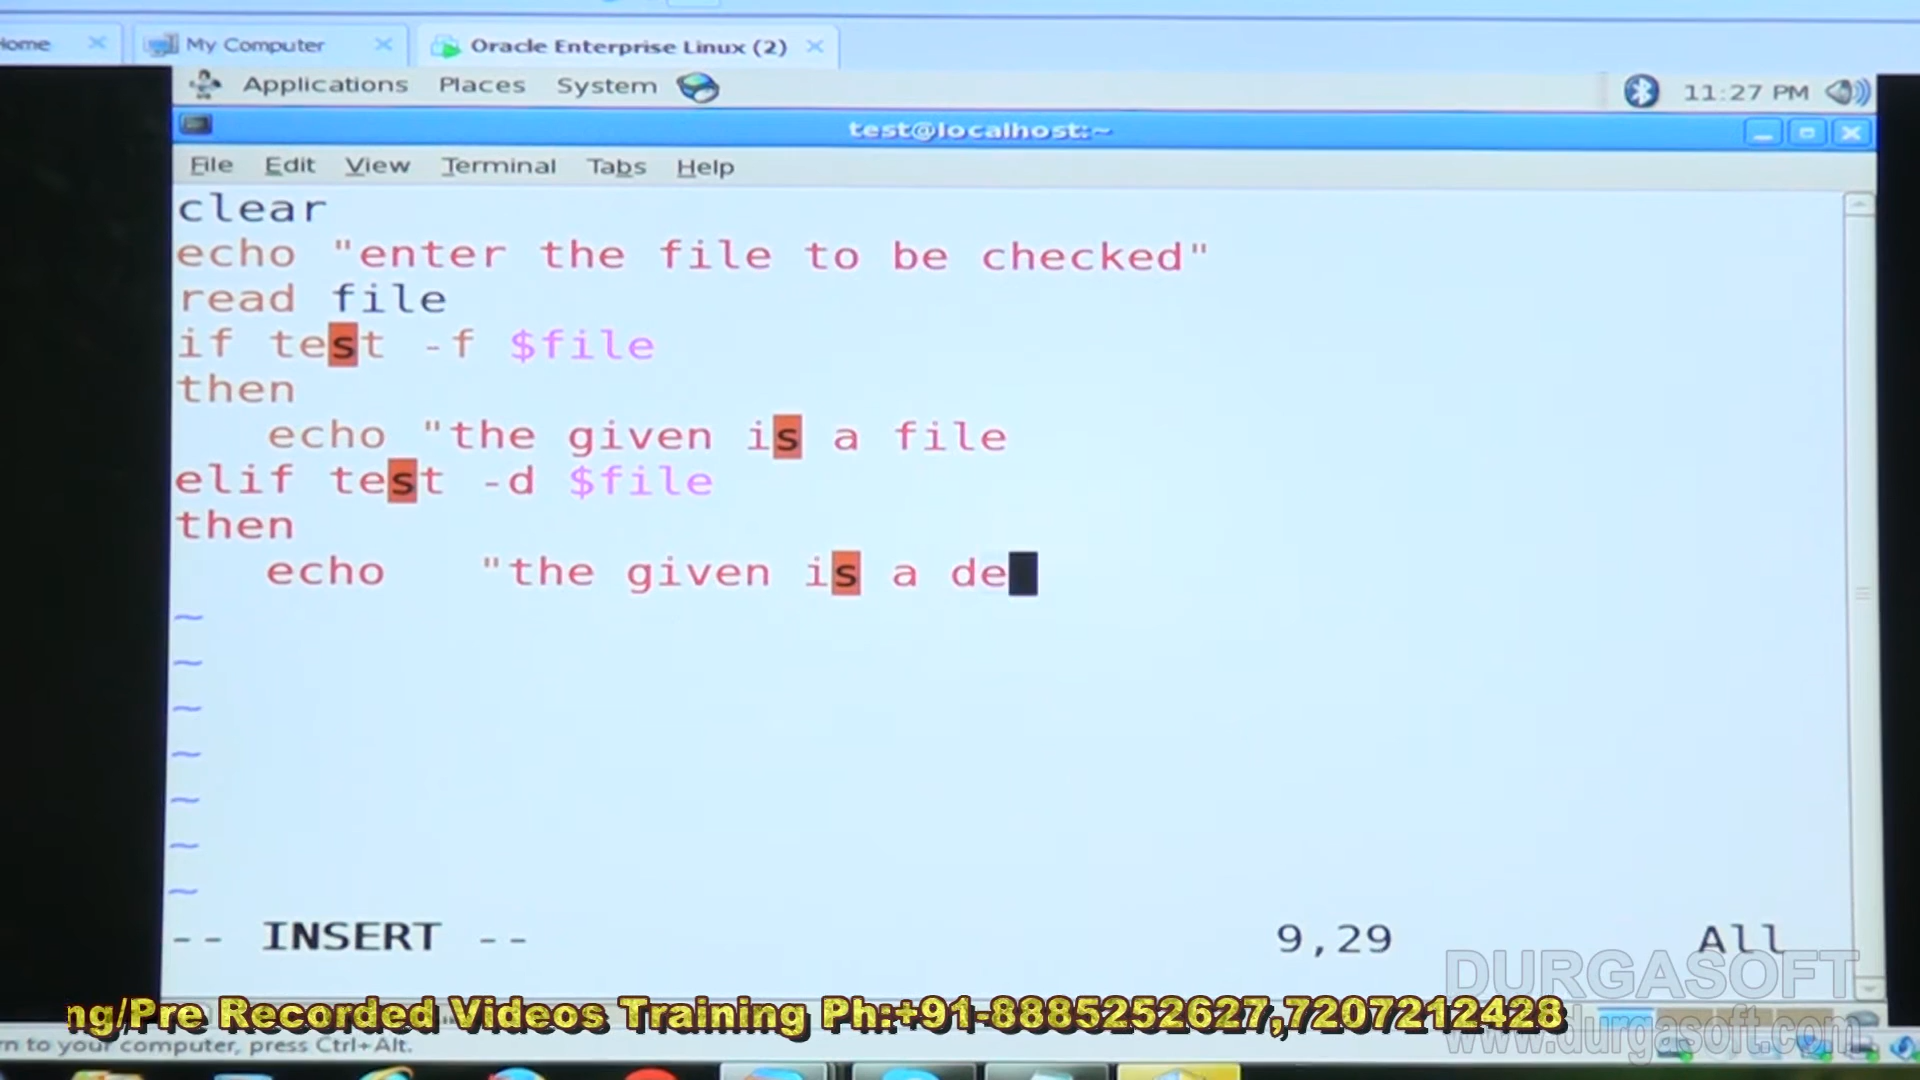 Home
My Computer
Oracle Enterprise Linux (2)
Applications Places System
11:27 PM
test@localhost:~
File Edit View Terminal Tabs Help
clear
echo "enter the file to be checked"
read file
if test -f $file
then
echo "the given is a file
elif test -d $file
then
echo "the given is a de
~
~
~
~
~
~
~
-- INSERT --
9,29
All
DURGASOFT
www.durgasoft.com
ng/Pre Recorded Videos Training Ph:+91-8885252627,7207212428
n to your computer, press Ctrl+Alt.